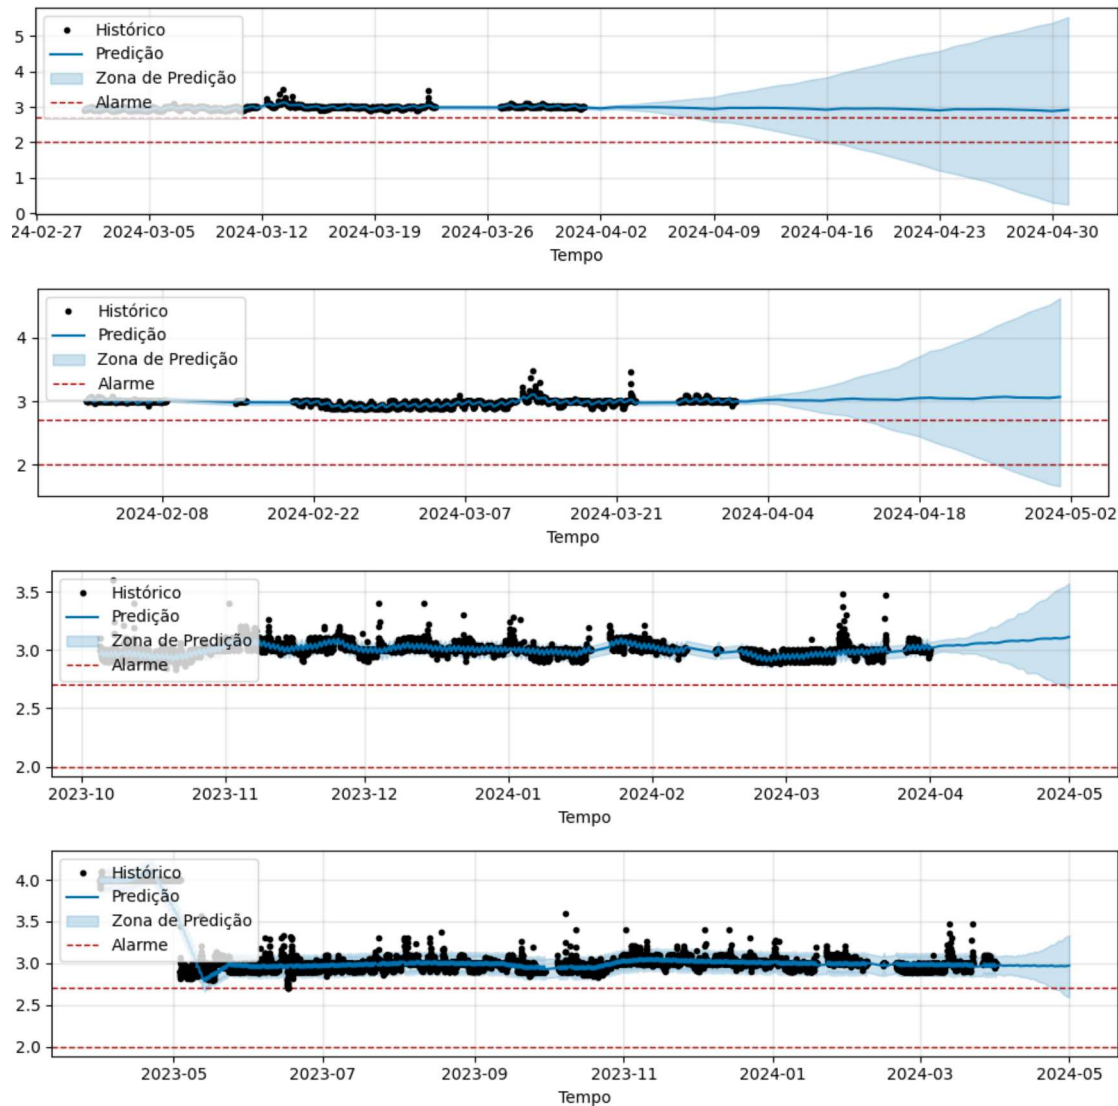 5
4
3
2
1
0
Histórico
Predição
Zona de Predição
Alarme
24-02-27 2024-03-05 2024-03-12 2024-03-19 2024-03-26 2024-04-02 2024-04-09 2024-04-16 2024-04-23 2024-04-30
Tempo
4
3
2
Histórico
Predição
Zona de Predição
Alarme
2024-02-08 2024-02-22 2024-03-07 2024-03-21 2024-04-04 2024-04-18 2024-05-02
Tempo
3.5
3.0
2.5
2.0
Histórico
Predição
Zona de Predição
Alarme
2023-10 2023-11 2023-12 2024-01 2024-02 2024-03 2024-04 2024-05
Tempo
4.0
3.5
3.0
2.5
2.0
Histórico
Predição
Zona de Predição
Alarme
2023-05 2023-07 2023-09 2023-11 2024-01 2024-03 2024-05
Tempo